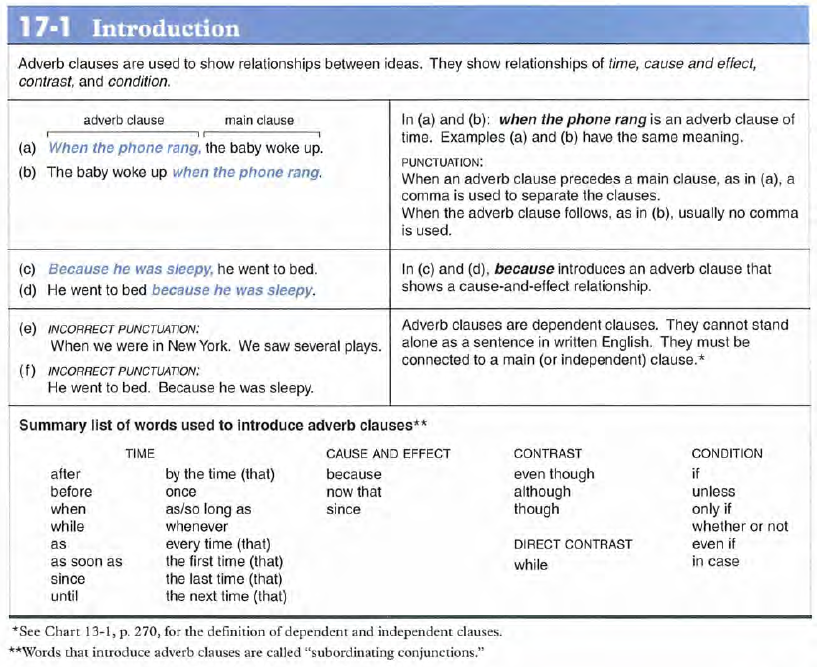 17-1 Introduction
Adverb clauses are used to show relationships between ideas. They show relationships of time, cause and effect,
contrast, and condition.
adverb clause main clause
(a) When the phone rang, the baby woke up.
(b) The baby woke up when the phone rang.
In (a) and (b): when the phone rang is an adverb clause of
time. Examples (a) and (b) have the same meaning.
PUNCTUATION:
When an adverb clause precedes a main clause, as in (a), a
comma is used to separate the clauses.
When the adverb clause follows, as in (b), usually no comma
is used.
(c) Because he was sleepy, he went to bed.
(d) He went to bed because he was sleepy.
In (c) and (d), because introduces an adverb clause that
shows a cause-and-effect relationship.
(e) INCORRECT PUNCTUATION:
When we were in New York. We saw several plays.
(f) INCORRECT PUNCTUATION:
He went to bed. Because he was sleepy.
Adverb clauses are dependent clauses. They cannot stand
alone as a sentence in written English. They must be
connected to a main (or independent) clause.*
Summary list of words used to introduce adverb clauses**
TIME CAUSE AND EFFECT CONTRAST CONDITION
after by the time (that) because even though if
before once now that although unless
when as/so long as since though only if
while whenever whether or not
as every time (that) DIRECT CONTRAST even if
as soon as the first time (that) while in case
since the last time (that)
until the next time (that)
*See Chart 13-1, p. 270, for the definition of dependent and independent clauses.
**Words that introduce adverb clauses are called "subordinating conjunctions."